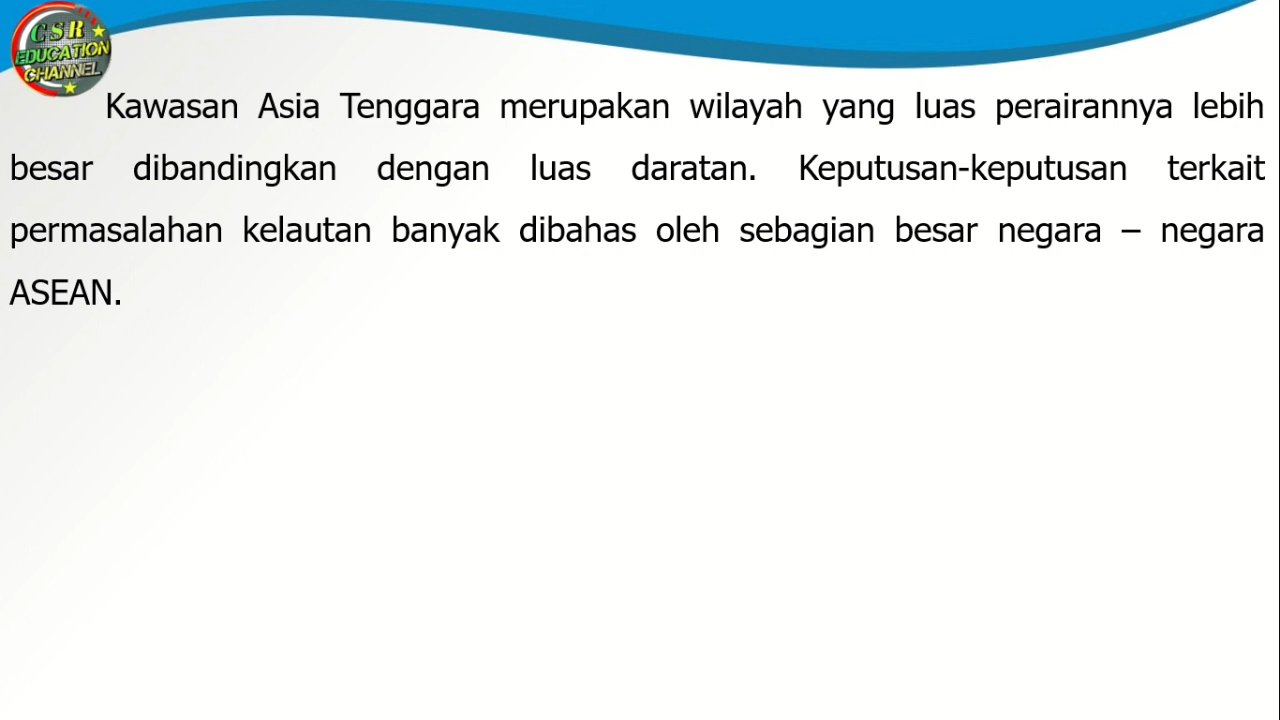 CSR
EDUCATION
CHANNEL
Kawasan Asia Tenggara merupakan wilayah yang luas perairannya lebih
besar dibandingkan dengan luas daratan. Keputusan-keputusan terkait
permasalahan kelautan banyak dibahas oleh sebagian besar negara – negara
ASEAN.